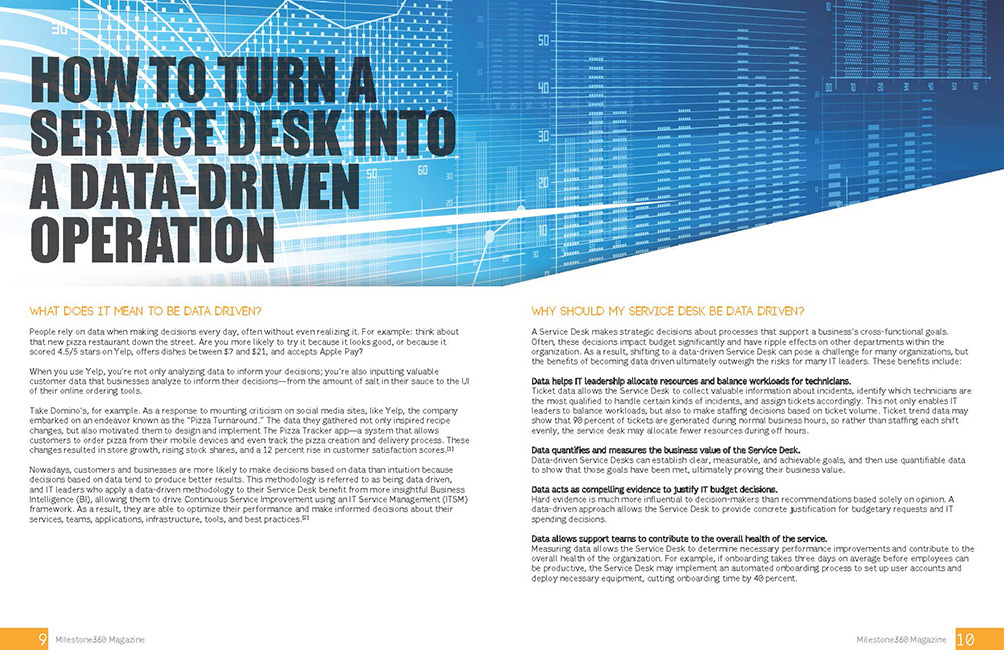 HOW TO TURN A
SERVICE DESK INTO
A DATA-DRIVEN
OPERATION
30
50
60
50
40
30
20
10
00
10
20
30
40
50
60
WHAT DOES IT MEAN TO BE DATA DRIVEN?
People rely on data when making decisions every day, often without even realizing it. For example: think about
that new pizza restaurant down the street. Are you more likely to try it because it looks good, or because it
scored 4.5/5 stars on Yelp, offers dishes between $7 and $21, and accepts Apple Pay?
When you use Yelp, you're not only analyzing data to inform your decisions; you're also inputting valuable
customer data that businesses analyze to inform their decisions—from the amount of salt in their sauce to the UI
of their online ordering tools.
Take Domino's, for example. As a response to mounting criticism on social media sites, like Yelp, the company
embarked on an endeavor known as the "Pizza Turnaround." The data they gathered not only inspired recipe
changes, but also motivated them to design and implement The Pizza Tracker app—a system that allows
customers to order pizza from their mobile devices and even track the pizza creation and delivery process. These
changes resulted in store growth, rising stock shares, and a 12 percent rise in customer satisfaction scores.[1]
Nowadays, customers and businesses are more likely to make decisions based on data than intuition because
decisions based on data tend to produce better results. This methodology is referred to as being data driven,
and IT leaders who apply a data-driven methodology to their Service Desk benefit from more insightful Business
Intelligence (BI), allowing them to drive Continuous Service Improvement using an IT Service Management (ITSM)
framework. As a result, they are able to optimize their performance and make informed decisions about their
services, teams, applications, infrastructure, tools, and best practices.[2]
WHY SHOULD MY SERVICE DESK BE DATA DRIVEN?
A Service Desk makes strategic decisions about processes that support a business's cross-functional goals.
Often, these decisions impact budget significantly and have ripple effects on other departments within the
organization. As a result, shifting to a data-driven Service Desk can pose a challenge for many organizations, but
the benefits of becoming data driven ultimately outweigh the risks for many IT leaders. These benefits include:
Data helps IT leadership allocate resources and balance workloads for technicians.
Ticket data allows the Service Desk to collect valuable information about incidents, identify which technicians are
the most qualified to handle certain kinds of incidents, and assign tickets accordingly. This not only enables IT
leaders to balance workloads, but also to make staffing decisions based on ticket volume. Ticket trend data may
show that 90 percent of tickets are generated during normal business hours, so rather than staffing each shift
evenly, the service desk may allocate fewer resources during off hours.
Data quantifies and measures the business value of the Service Desk.
Data-driven Service Desks can establish clear, measurable, and achievable goals, and then use quantifiable data
to show that those goals have been met, ultimately proving their business value.
Data acts as compelling evidence to justify IT budget decisions.
Hard evidence is much more influential to decision-makers than recommendations based solely on opinion. A
data-driven approach allows the Service Desk to provide concrete justification for budgetary requests and IT
spending decisions.
Data allows support teams to contribute to the overall health of the service.
Measuring data allows the Service Desk to determine necessary performance improvements and contribute to the
overall health of the organization. For example, if onboarding takes three days on average before employees can
be productive, the Service Desk may implement an automated onboarding process to set up user accounts and
deploy necessary equipment, cutting onboarding time by 40 percent.
9 Milestone360 Magazine
Milestone360 Magazine 10